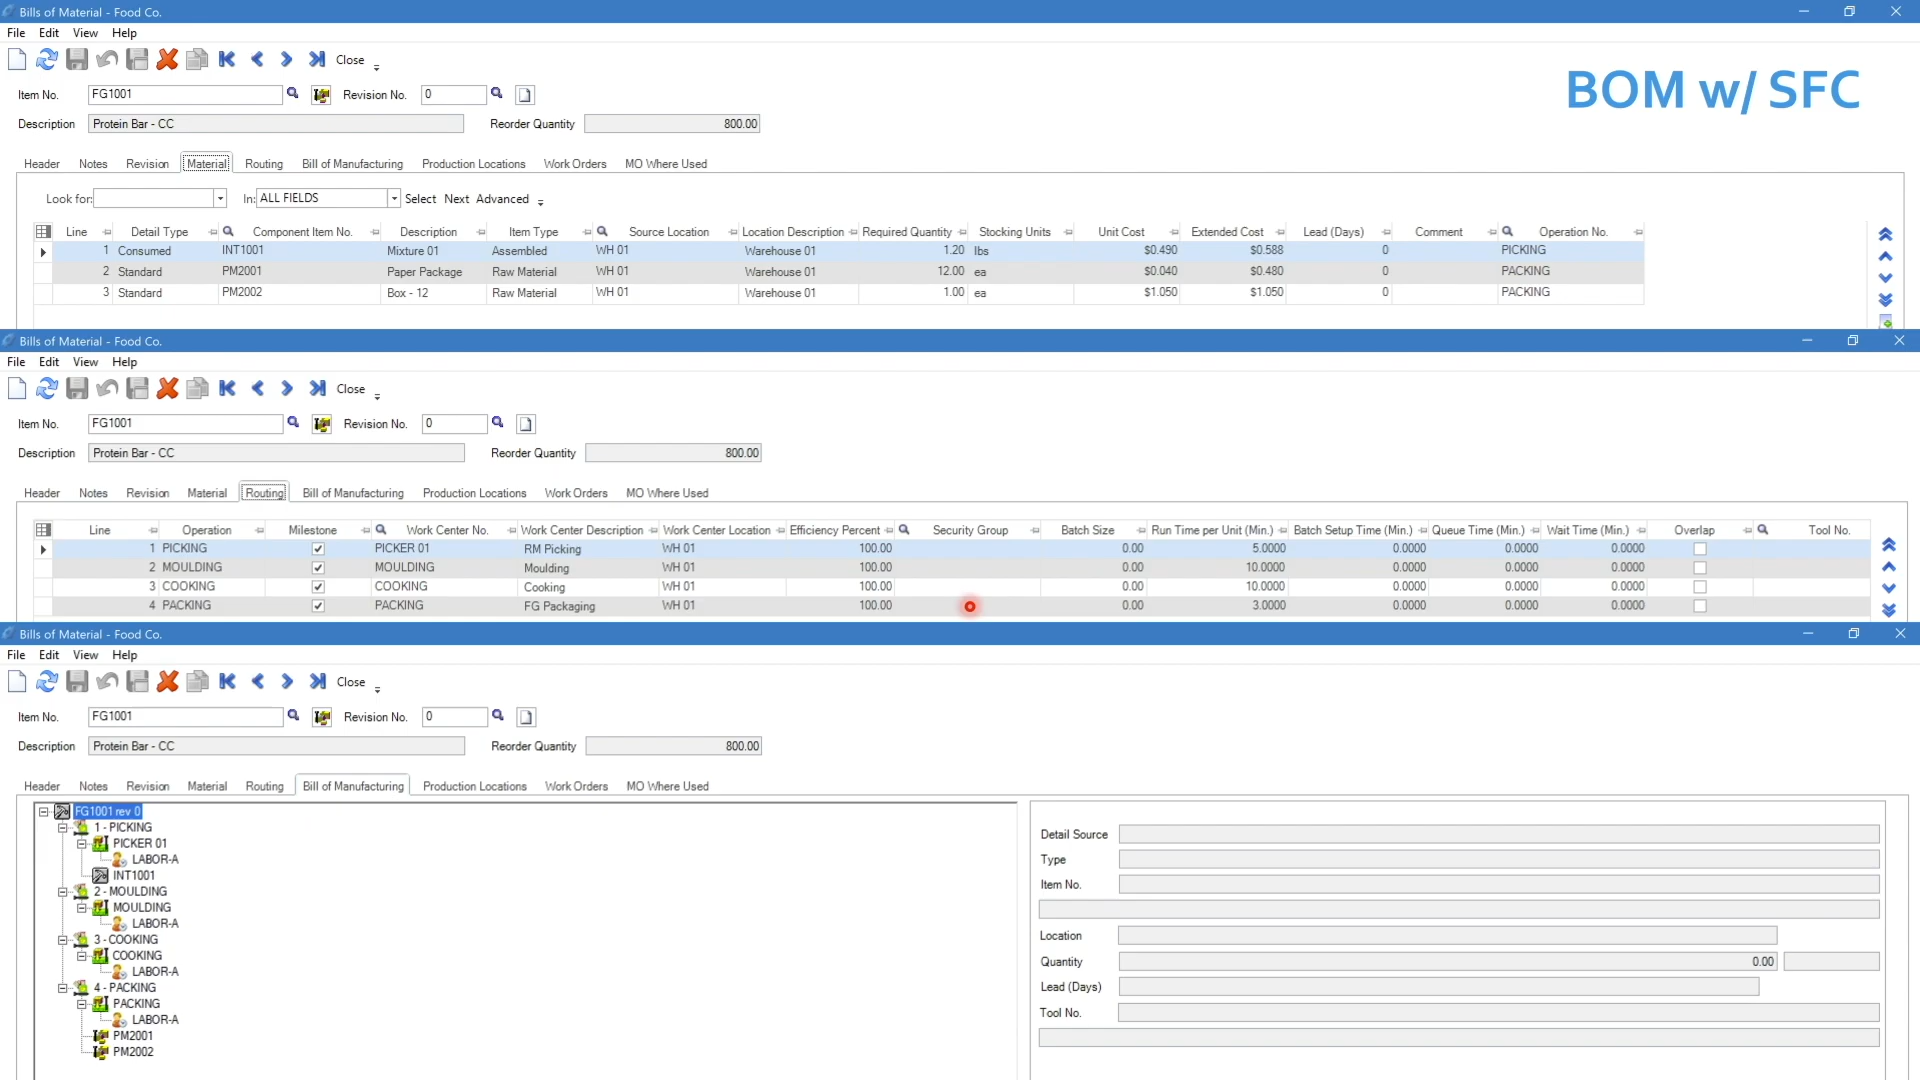 Bills of Material - Food Co.
File Edit View Help
Close
BOM w/ SFC
Item No. FG1001 Revision No. 0
Description Protein Bar - CC Reorder Quantity 800.00
Header Notes Revision Material Routing Bill of Manufacturing Production Locations Work Orders MO Where Used
Look for: In: ALL FIELDS Select Next Advanced
Line Detail Type Component Item No. Description Item Type Source Location Location Description Required Quantity Stocking Units Unit Cost Extended Cost Lead (Days) Comment Operation No.
1 Consumed INT1001 Mixture 01 Assembled WH 01 Warehouse 01 1.20 lbs $0.490 $0.588 0 PICKING
2 Standard PM2001 Paper Package Raw Material WH 01 Warehouse 01 12.00 ea $0.040 $0.480 0 PACKING
3 Standard PM2002 Box - 12 Raw Material WH 01 Warehouse 01 1.00 ea $1.050 $1.050 0 PACKING
Bills of Material - Food Co.
File Edit View Help
Close
Item No. FG1001 Revision No. 0
Description Protein Bar - CC Reorder Quantity 800.00
Header Notes Revision Material Routing Bill of Manufacturing Production Locations Work Orders MO Where Used
Line Operation Milestone Work Center No. Work Center Description Work Center Location Efficiency Percent Security Group Batch Size Run Time per Unit (Min.) Batch Setup Time (Min.) Queue Time (Min.) Wait Time (Min.) Overlap Tool No.
1 PICKING PICKER 01 RM Picking WH 01 100.00 0.00 5.0000 0.0000 0.0000 0.0000
2 MOULDING MOULDING Moulding WH 01 100.00 0.00 10.0000 0.0000 0.0000 0.0000
3 COOKING COOKING Cooking WH 01 100.00 0.00 10.0000 0.0000 0.0000 0.0000
4 PACKING PACKING FG Packaging WH 01 100.00 0.00 3.0000 0.0000 0.0000 0.0000
Bills of Material - Food Co.
File Edit View Help
Close
Item No. FG1001 Revision No. 0
Description Protein Bar - CC Reorder Quantity 800.00
Header Notes Revision Material Routing Bill of Manufacturing Production Locations Work Orders MO Where Used
FG1001 rev 0
1 - PICKING
PICKER 01
LABOR-A
INT1001
2 - MOULDING
MOULDING
LABOR-A
3 - COOKING
COOKING
LABOR-A
4 - PACKING
PACKING
LABOR-A
PM2001
PM2002
Detail Source
Type
Item No.
Location
Quantity 0.00
Lead (Days)
Tool No.